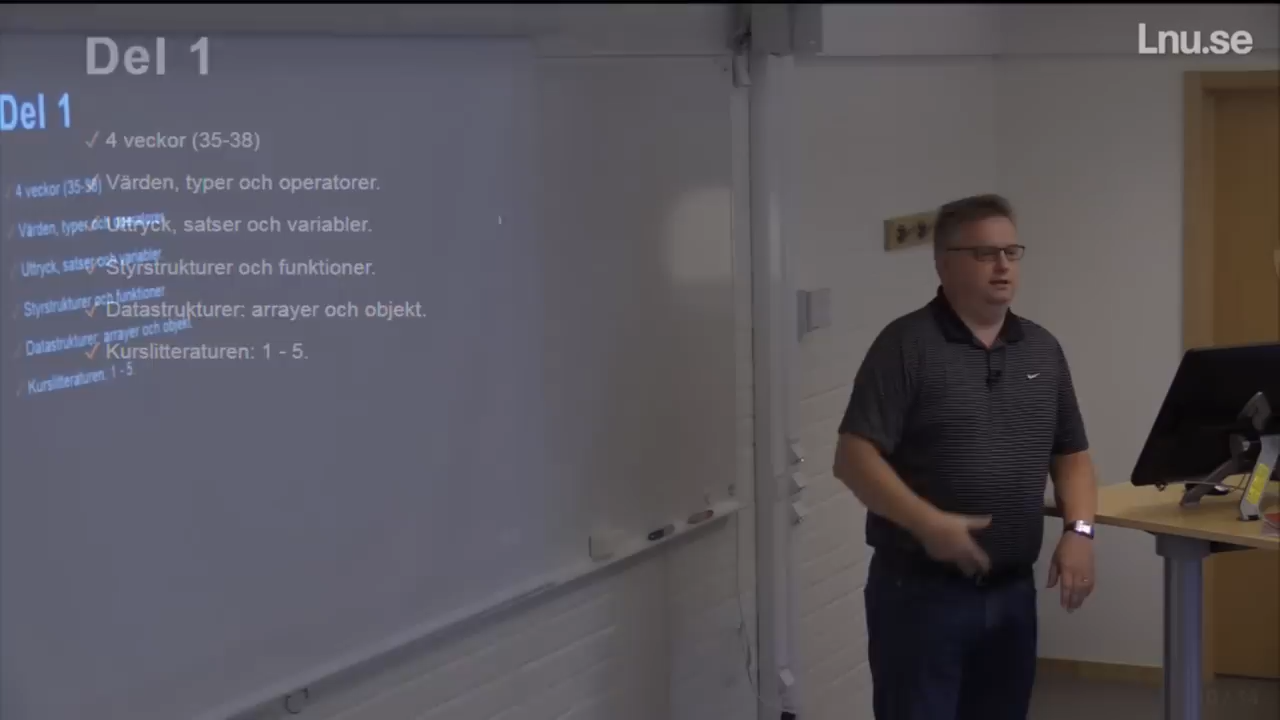 Lnu.se
Del 1
✓ 4 veckor (35-38)
✓ Värden, typer och operatorer.
✓ Uttryck, satser och variabler.
✓ Styrstrukturer och funktioner.
✓ Datastrukturer: arrayer och objekt.
✓ Kurslitteraturen: 1 - 5.
Del 1
4 veckor (35-38)
Värden, typer och operatorer.
Uttryck, satser och variabler
Styrstrukturer och funktioner
Datastrukturer: arrayer och objekt.
Kurslitteraturen: 1 - 5.